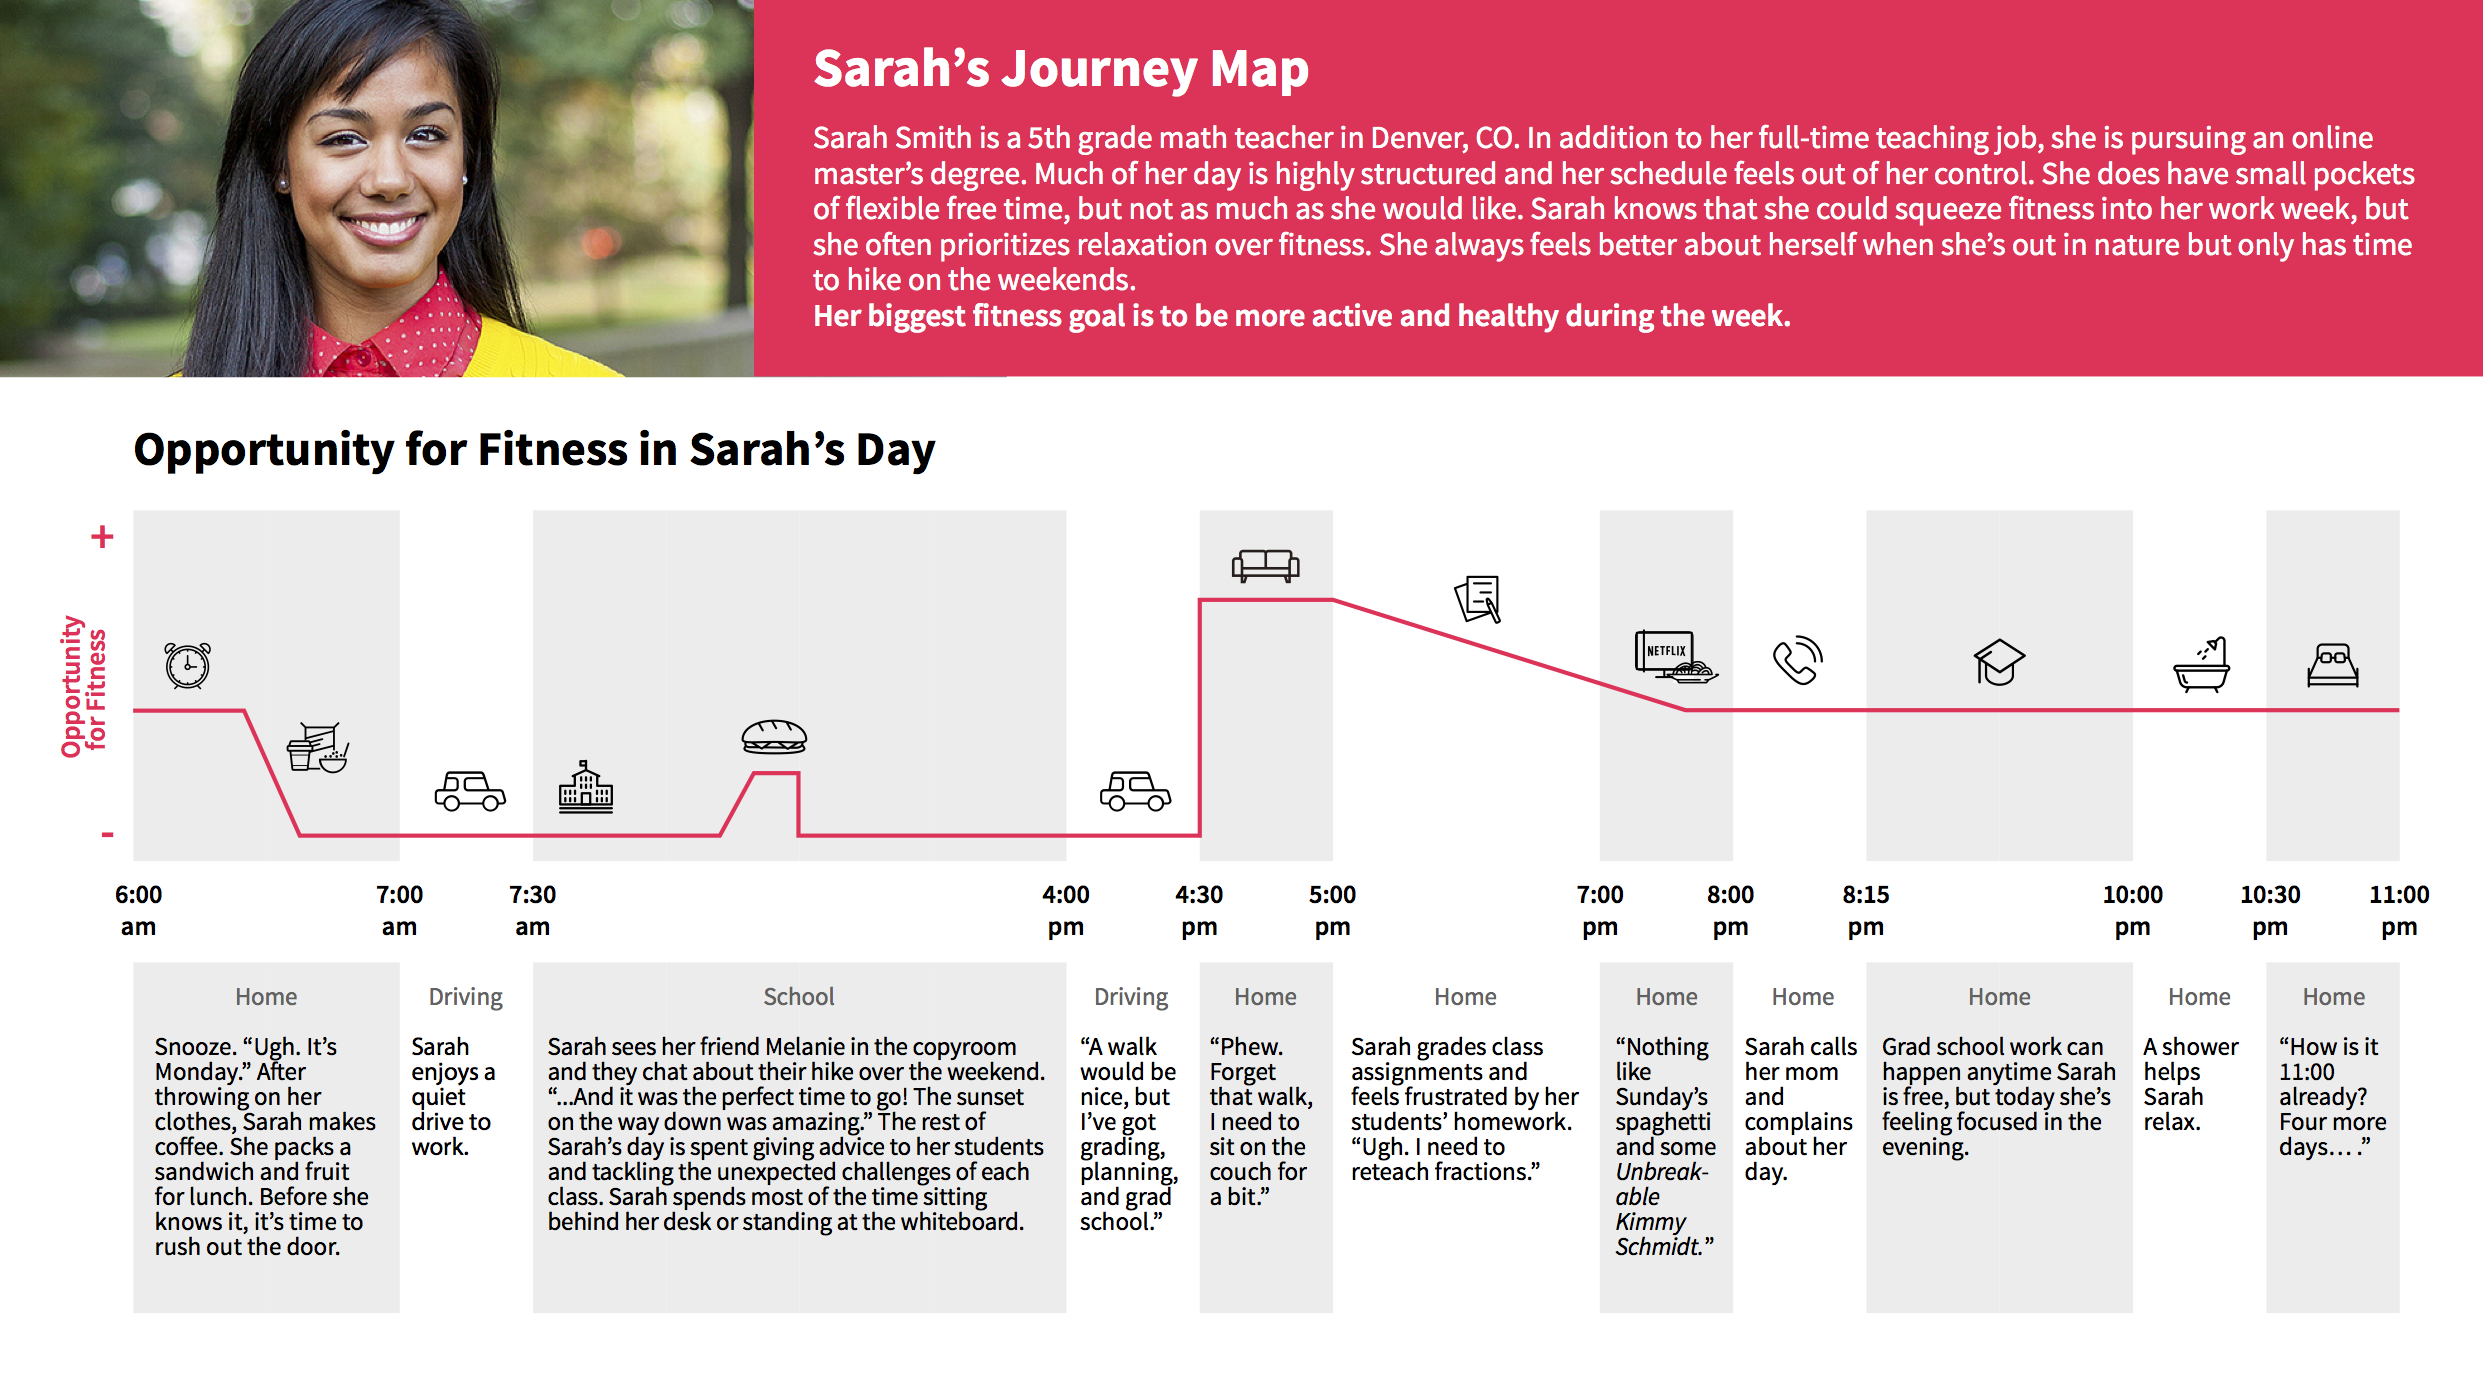 Sarah’s Journey Map
Sarah Smith is a 5th grade math teacher in Denver, CO. In addition to her full-time teaching job, she is pursuing an online
master’s degree. Much of her day is highly structured and her schedule feels out of her control. She does have small pockets
of flexible free time, but not as much as she would like. Sarah knows that she could squeeze fitness into her work week, but
she often prioritizes relaxation over fitness. She always feels better about herself when she’s out in nature but only has time
to hike on the weekends.
Her biggest fitness goal is to be more active and healthy during the week.
Opportunity for Fitness in Sarah’s Day
+
Opportunity
for Fitness
-
NETFLIX
6:00
am
7:00
am
7:30
am
4:00
pm
4:30
pm
5:00
pm
7:00
pm
8:00
pm
8:15
pm
10:00
pm
10:30
pm
11:00
pm
Home
Snooze. “Ugh. It’s
Monday.” After
throwing on her
clothes, Sarah makes
coffee. She packs a
sandwich and fruit
for lunch. Before she
knows it, it’s time to
rush out the door.
Driving
Sarah
enjoys a
quiet
drive to
work.
School
Sarah sees her friend Melanie in the copyroom
and they chat about their hike over the weekend.
“...And it was the perfect time to go! The sunset
on the way down was amazing.” The rest of
Sarah’s day is spent giving advice to her students
and tackling the unexpected challenges of each
class. Sarah spends most of the time sitting
behind her desk or standing at the whiteboard.
Driving
“A walk
would be
nice, but
I’ve got
grading,
planning,
and grad
school.”
Home
“Phew.
Forget
that walk,
I need to
sit on the
couch for
a bit.”
Home
Sarah grades class
assignments and
feels frustrated by her
students’ homework.
“Ugh. I need to
reteach fractions.”
Home
“Nothing
like
Sunday’s
spaghetti
and some
Unbreak-
able
Kimmy
Schmidt.”
Home
Sarah calls
her mom
and
complains
about her
day.
Home
Grad school work can
happen anytime Sarah
is free, but today she’s
feeling focused in the
evening.
Home
A shower
helps
Sarah
relax.
Home
“How is it
11:00
already?
Four more
days… .”